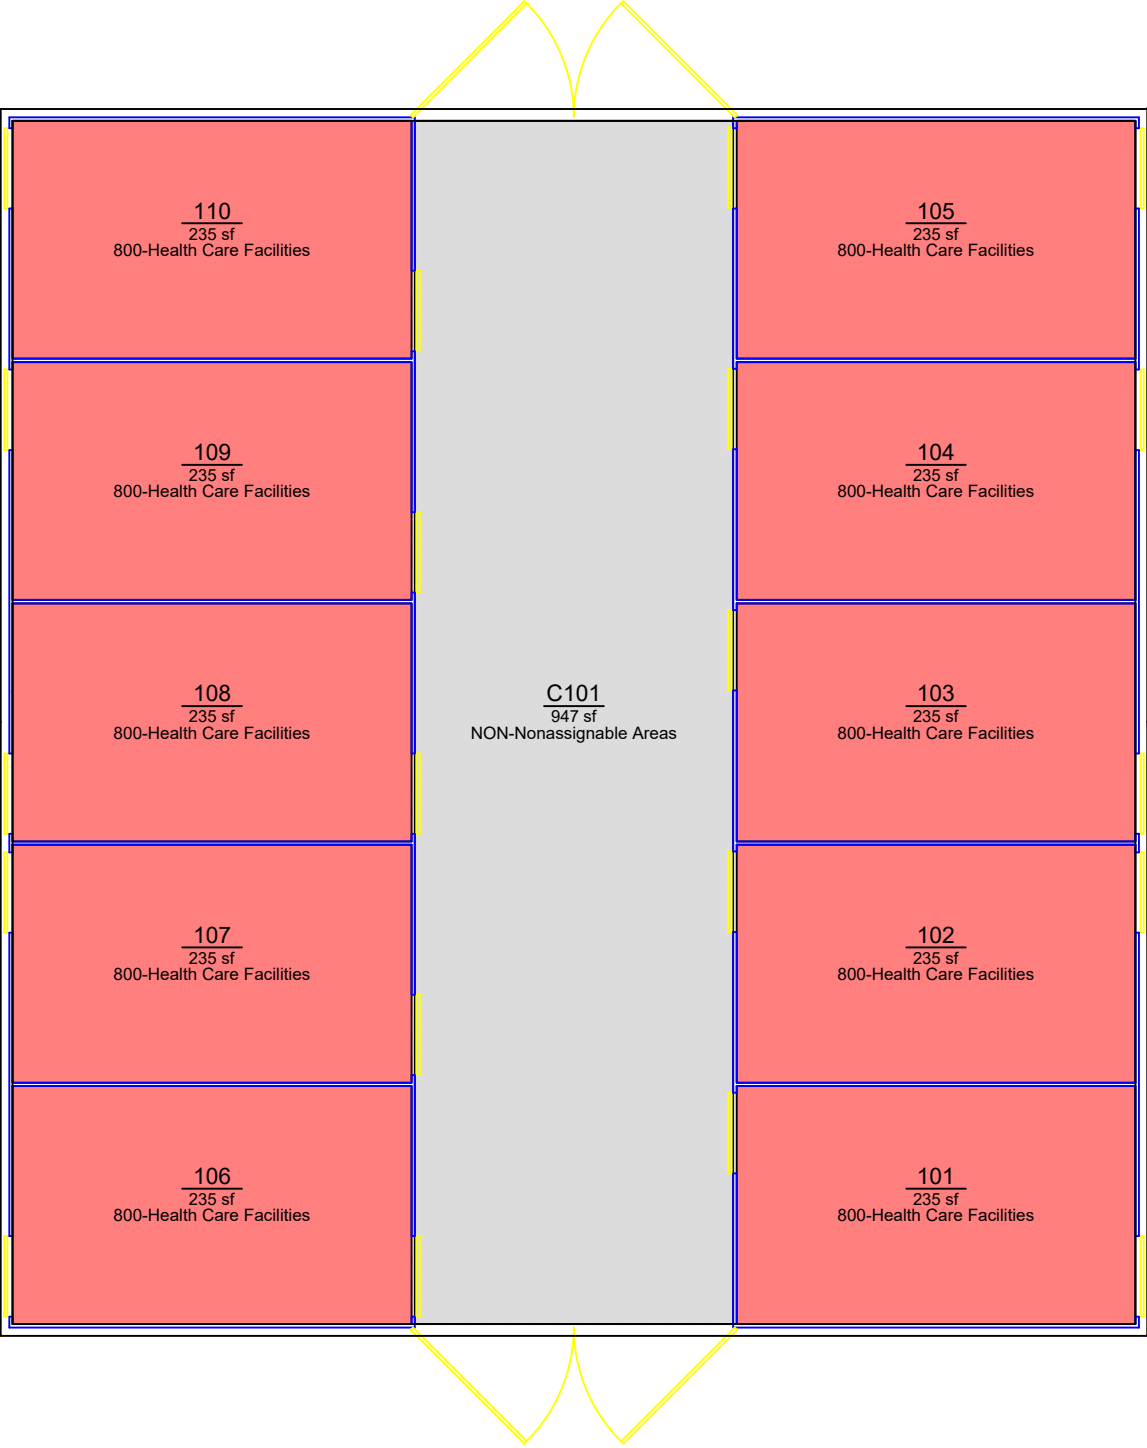 110
235 sf
800-Health Care Facilities
105
235 sf
800-Health Care Facilities
109
235 sf
800-Health Care Facilities
104
235 sf
800-Health Care Facilities
108
235 sf
800-Health Care Facilities
C101
947 sf
NON-Nonassignable Areas
103
235 sf
800-Health Care Facilities
107
235 sf
800-Health Care Facilities
102
235 sf
800-Health Care Facilities
106
235 sf
800-Health Care Facilities
101
235 sf
800-Health Care Facilities